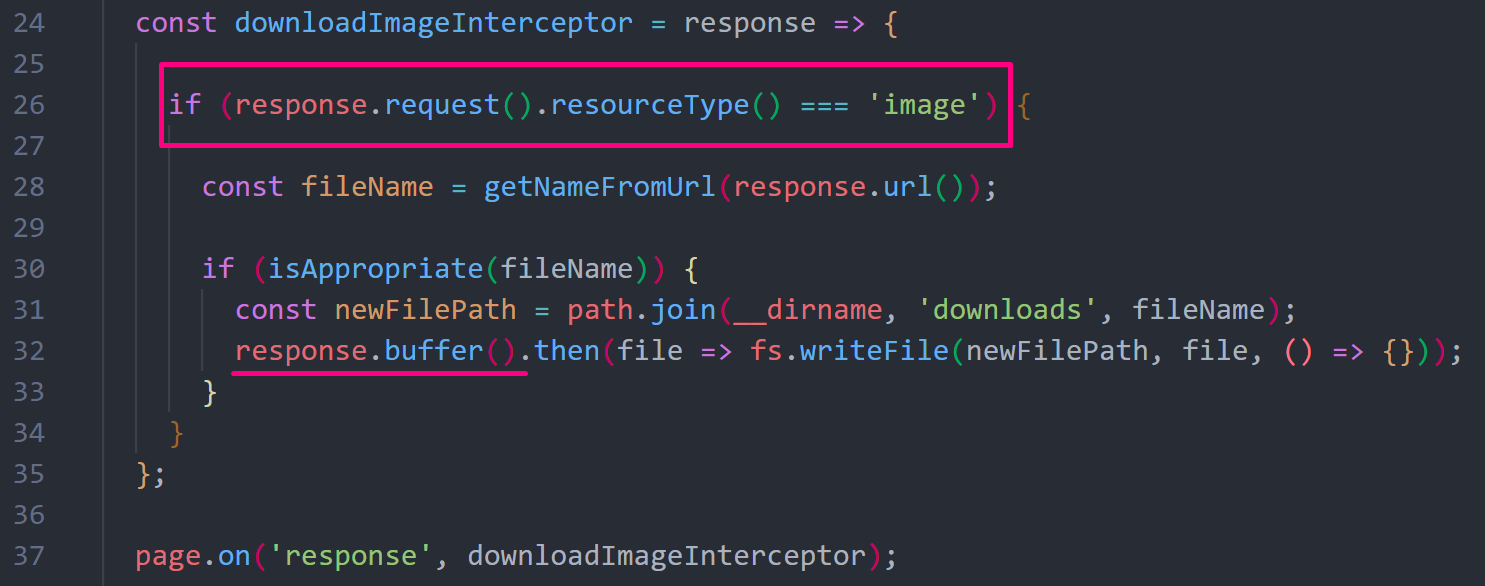 24 const downloadImageInterceptor = response => {
25
26 if (response.request().resourceType() === 'image') {
27
28 const fileName = getNameFromUrl(response.url());
29
30 if (isAppropriate(fileName)) {
31 const newFilePath = path.join(__dirname, 'downloads', fileName);
32 response.buffer().then(file => fs.writeFile(newFilePath, file, () => {}));
33 }
34 }
35 };
36
37 page.on('response', downloadImageInterceptor);